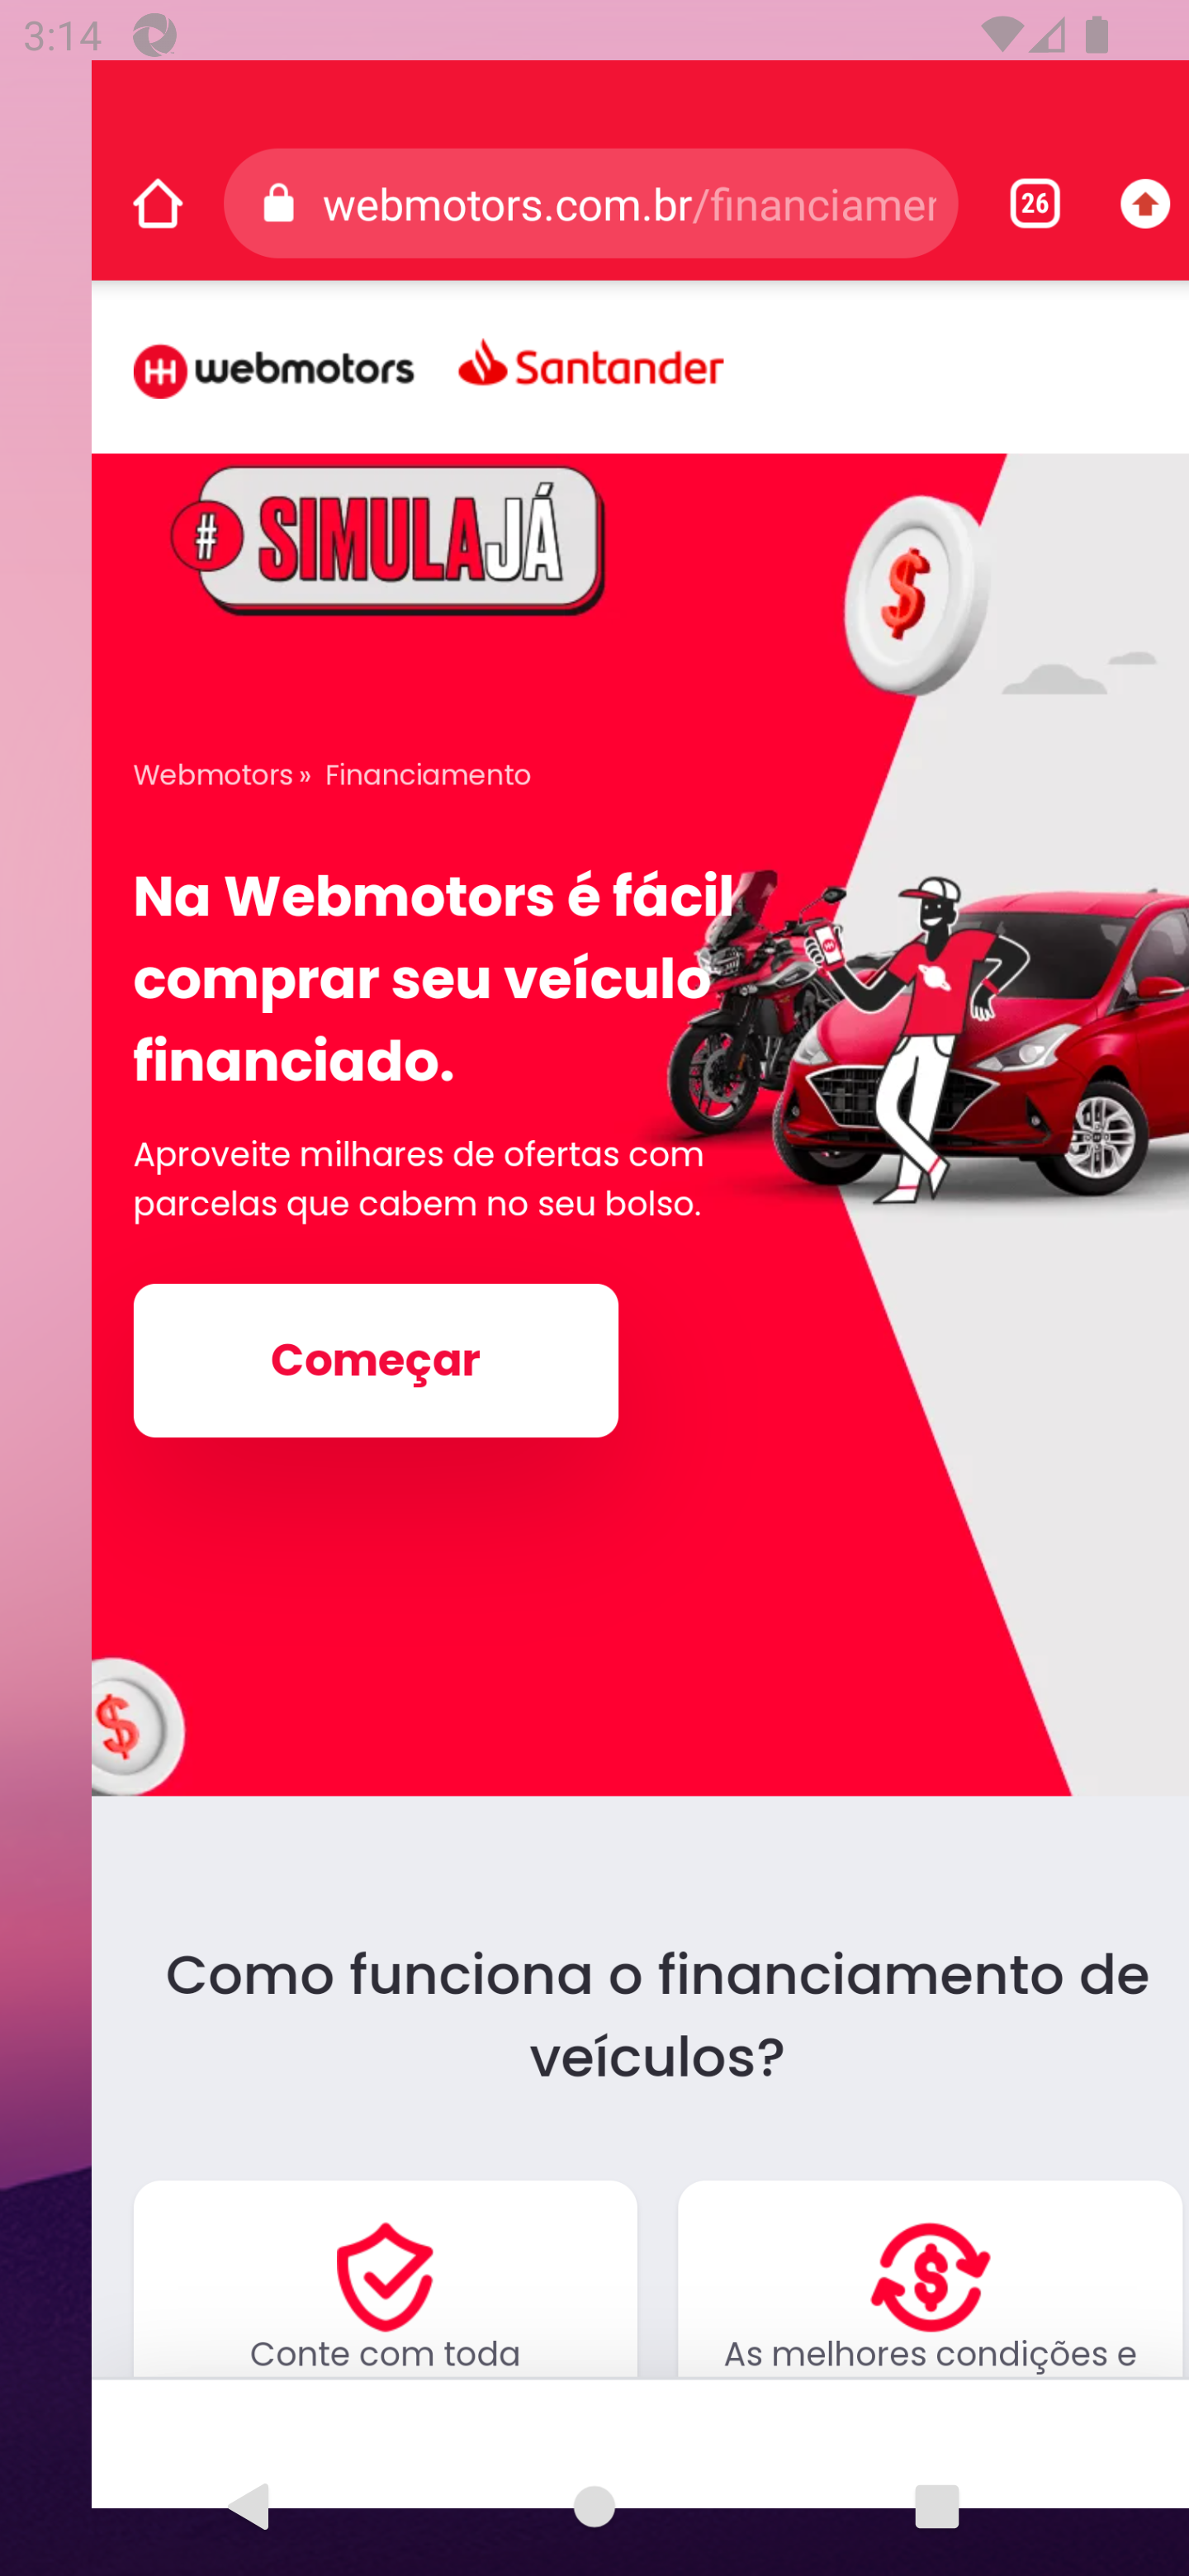 3:14
webmotors.com.br/financiamen
26
webmotors Santander
# SIMULAJÁ
Webmotors » Financiamento
Na Webmotors é fácil
comprar seu veículo
financiado.
Aproveite milhares de ofertas com
parcelas que cabem no seu bolso.
Começar
Como funciona o financiamento de
veículos?
Conte com toda
As melhores condições e